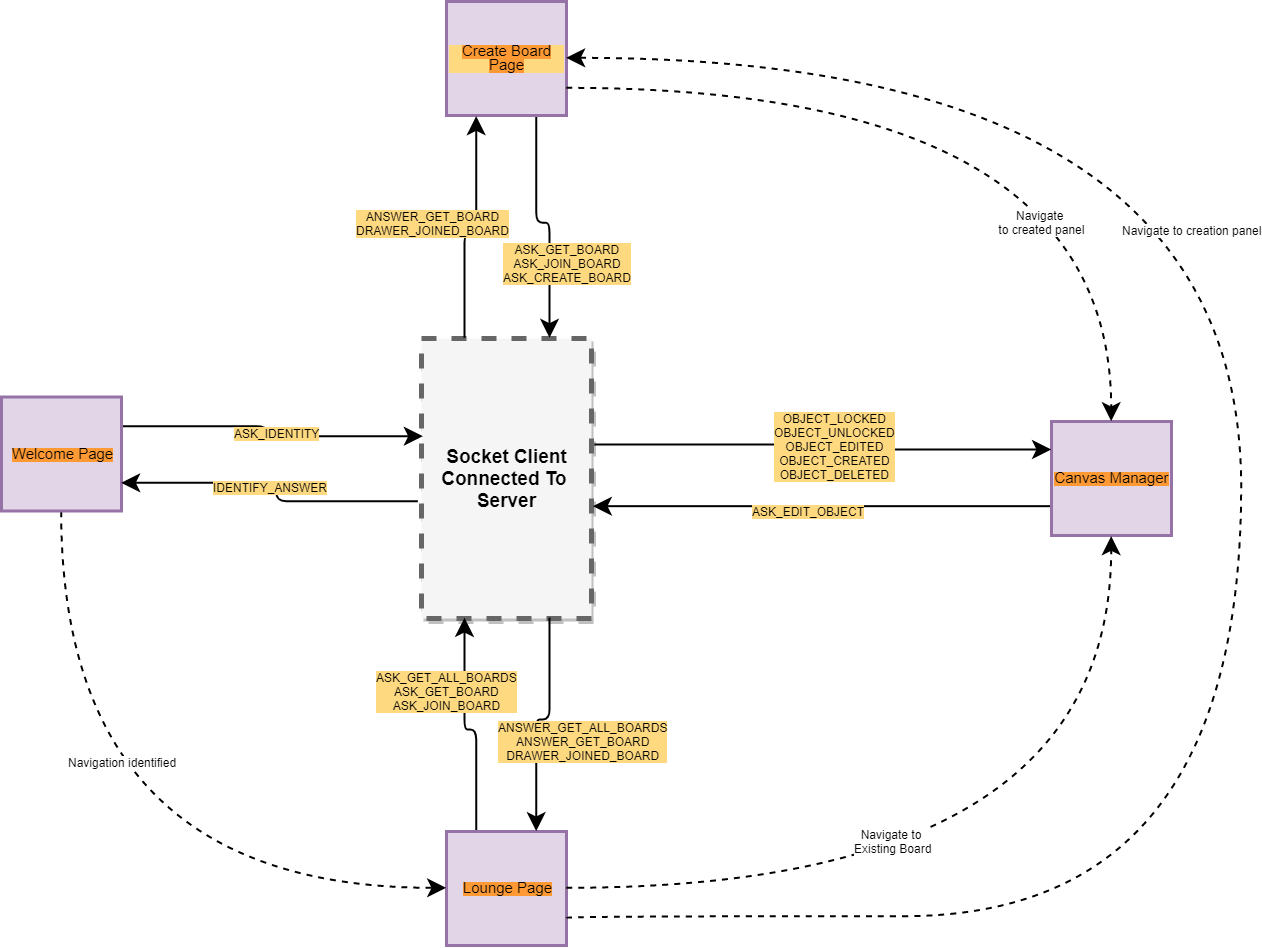 Create Board
Page
ANSWER_GET_BOARD
DRAWER_JOINED_BOARD
ASK_GET_BOARD
ASK_JOIN_BOARD
ASK_CREATE_BOARD
Navigate
to created panel
Navigate to creation panel
Welcome Page
ASK_IDENTITY
IDENTIFY_ANSWER
Socket Client
Connected To
Server
OBJECT_LOCKED
OBJECT_UNLOCKED
OBJECT_EDITED
OBJECT_CREATED
OBJECT_DELETED
ASK_EDIT_OBJECT
Canvas Manager
ASK_GET_ALL_BOARDS
ASK_GET_BOARD
ASK_JOIN_BOARD
ANSWER_GET_ALL_BOARDS
ANSWER_GET_BOARD
DRAWER_JOINED_BOARD
Navigation identified
Navigate to
Existing Board
Lounge Page